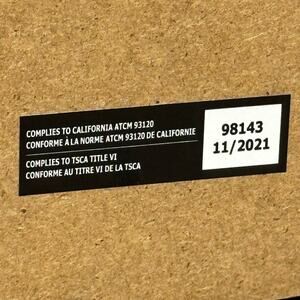 COMPLIES TO CALIFORNIA ATCM 93120
CONFORME À LA NORME ATCM 93120 DE CALIFORNIE
COMPLIES TO TSCA TITLE VI
CONFORME AU TITRE VI DE LA TSCA
98143
11/2021